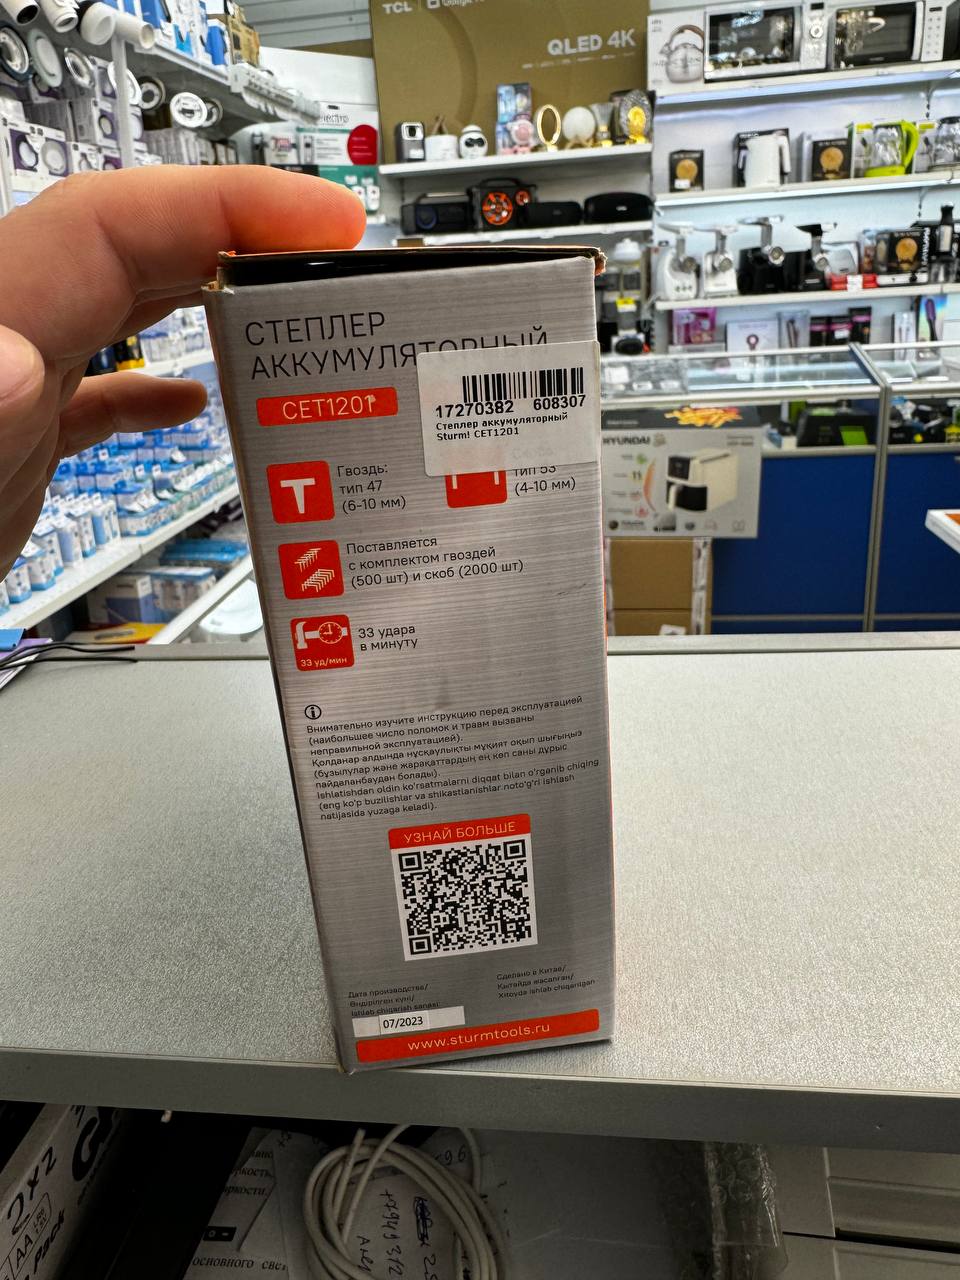 TCL
QLED 4K
HYUNDAI
СТЕПЛЕР
АККУМУЛЯТОРНЫЙ
CET1201
17270382 608307
Степлер аккумуляторный
Sturm! CET1201
Гвоздь:
тип 47
(6-10 мм)
тип 53
(4-10 мм)
Поставляется
с комплектом гвоздей
(500 шт) и скоб (2000 шт)
33 удара
в минуту
33 уд/мин
Внимательно изучите инструкцию перед эксплуатацией
(наибольшее число поломок и травм вызваны
неправильной эксплуатацией).
Қолданар алдында нұсқаулықты мұқият оқып шығыңыз
(бұзылулар және жарақаттардың ең көп саны дұрыс
пайдаланбаудан болады).
Ishlatishdan oldin ko'rsatmalarni diqqat bilan o'rganib chiqing
(eng ko'p buzilishlar va shikastlanishlar noto'g'ri ishlash
natijasida yuzaga keladi).
УЗНАЙ БОЛЬШЕ
Дата производства/
Өндірілген күні/
Ishlab chiqarish sanasi:
07/2023
Сделано в Китае/
Қытайда жасалған/
Xitoyda ishlab chiqarilgan
www.sturmtools.ru
основного